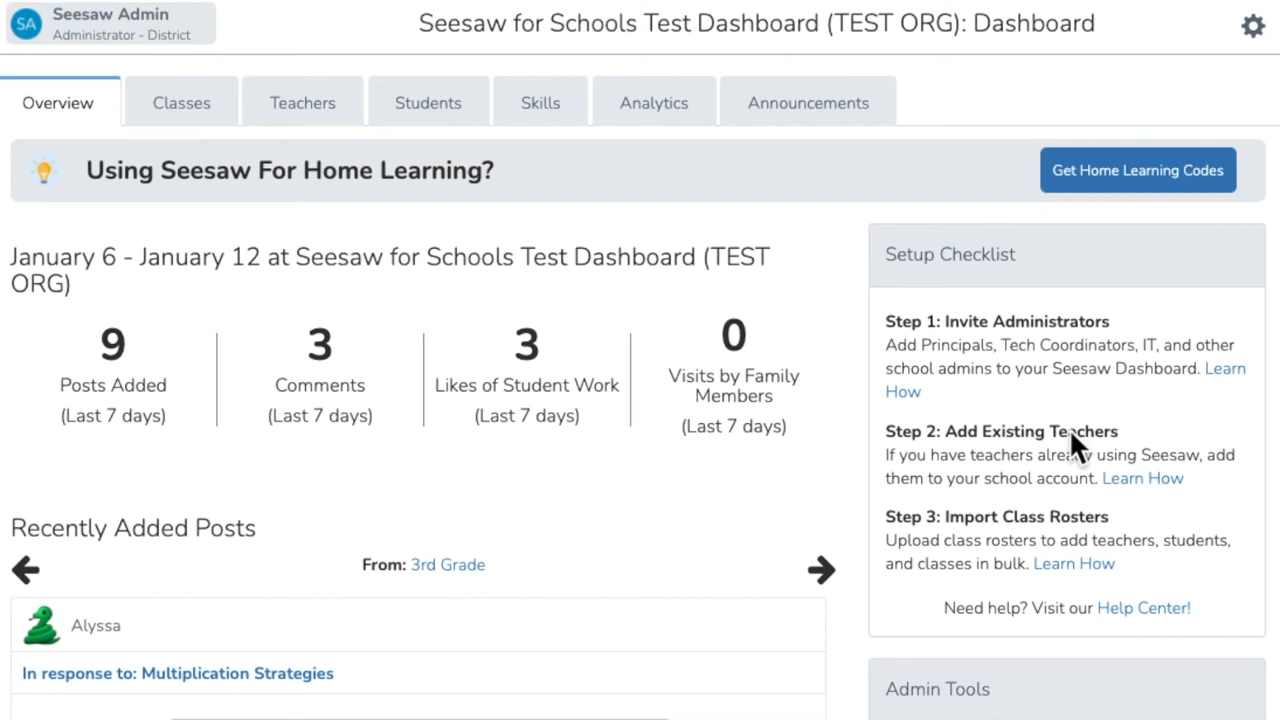 SA
Seesaw Admin
Administrator - District
Seesaw for Schools Test Dashboard (TEST ORG): Dashboard
Overview
Classes
Teachers
Students
Skills
Analytics
Announcements
Using Seesaw For Home Learning?
Get Home Learning Codes
January 6 - January 12 at Seesaw for Schools Test Dashboard (TEST
ORG)
9
Posts Added
(Last 7 days)
3
Comments
(Last 7 days)
3
Likes of Student Work
(Last 7 days)
0
Visits by Family
Members
(Last 7 days)
Recently Added Posts
From: 3rd Grade
Alyssa
In response to: Multiplication Strategies
Setup Checklist
Step 1: Invite Administrators
Add Principals, Tech Coordinators, IT, and other
school admins to your Seesaw Dashboard. Learn
How
Step 2: Add Existing Teachers
If you have teachers already using Seesaw, add
them to your school account. Learn How
Step 3: Import Class Rosters
Upload class rosters to add teachers, students,
and classes in bulk. Learn How
Need help? Visit our Help Center!
Admin Tools